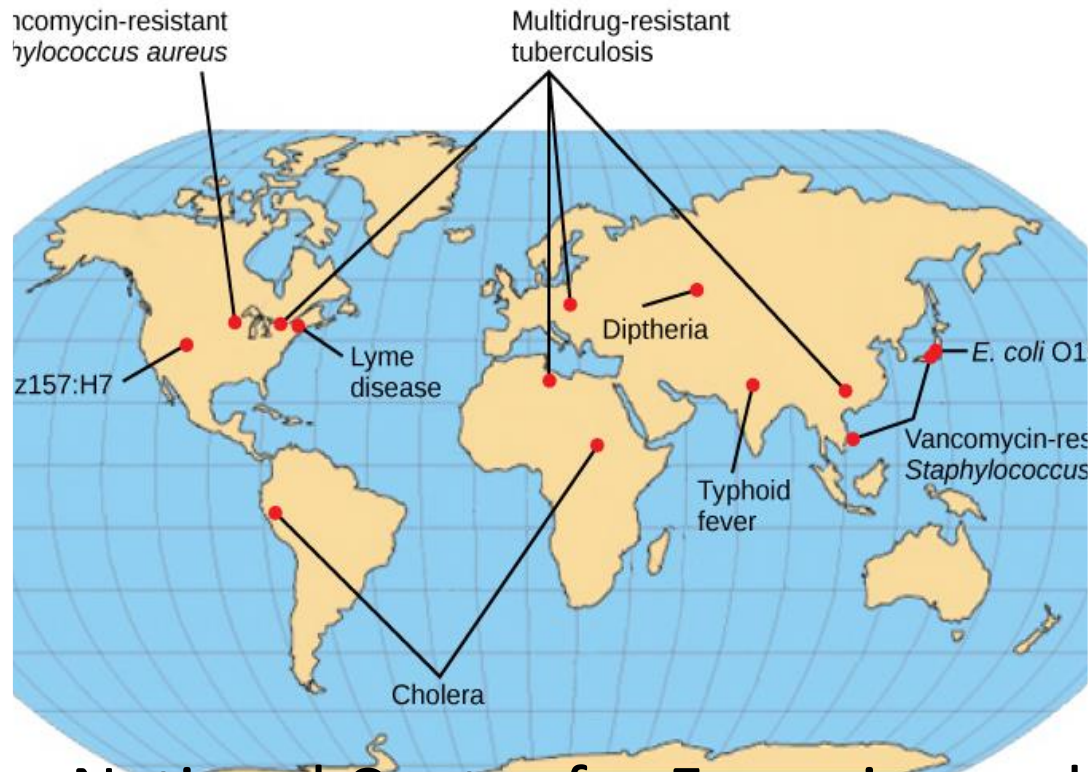 ncomycin-resistant
hylococcus aureus
Multidrug-resistant
tuberculosis
Diptheria
Lyme
disease
z157:H7
E. coli O1
Vancomycin-res
Staphylococcus
Typhoid
fever
Cholera